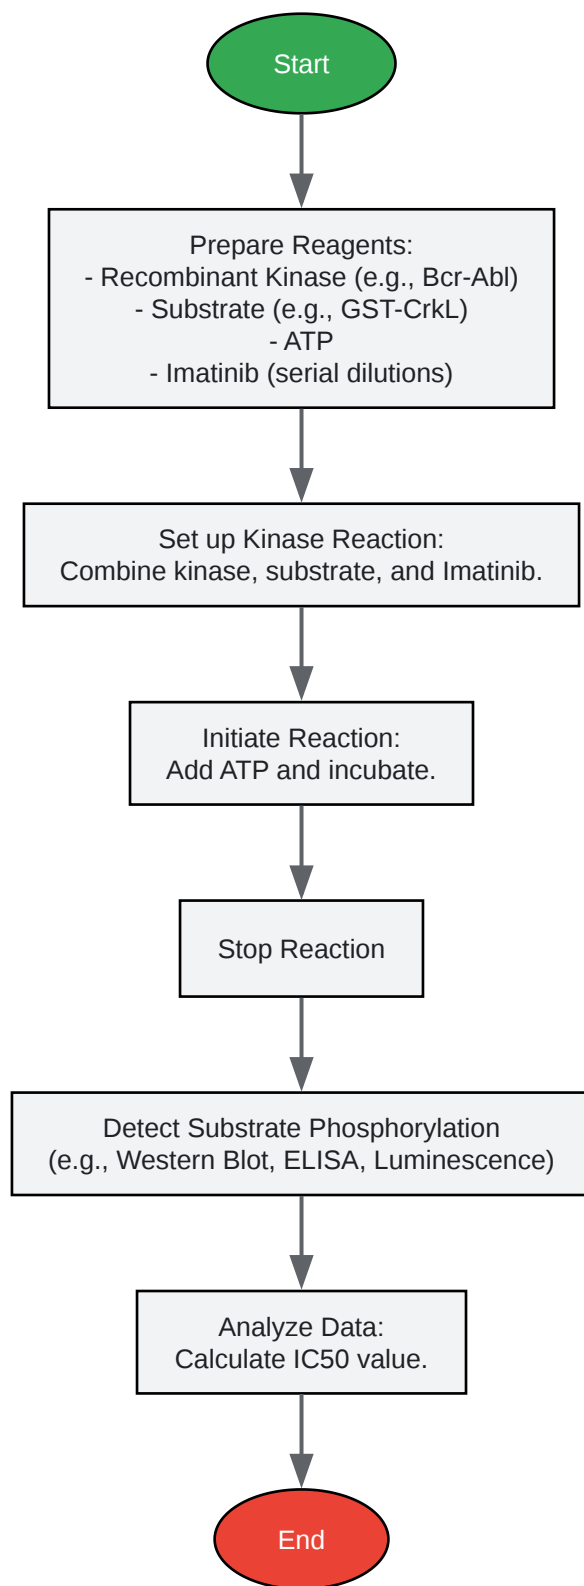 Start
Prepare Reagents:
- Recombinant Kinase (e.g., Bcr-Abl)
- Substrate (e.g., GST-CrkL)
- ATP
- Imatinib (serial dilutions)
Set up Kinase Reaction:
Combine kinase, substrate, and Imatinib.
Initiate Reaction:
Add ATP and incubate.
Stop Reaction
Detect Substrate Phosphorylation
(e.g., Western Blot, ELISA, Luminescence)
Analyze Data:
Calculate IC50 value.
End